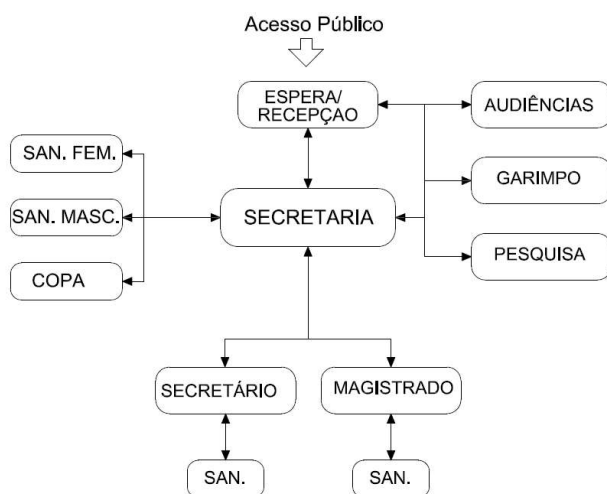 Acesso Público
ESPERA/
RECEPÇAO
AUDIÊNCIAS
SAN. FEM.
GARIMPO
SAN. MASC.
SECRETARIA
PESQUISA
COPA
SECRETÁRIO
MAGISTRADO
SAN.
SAN.